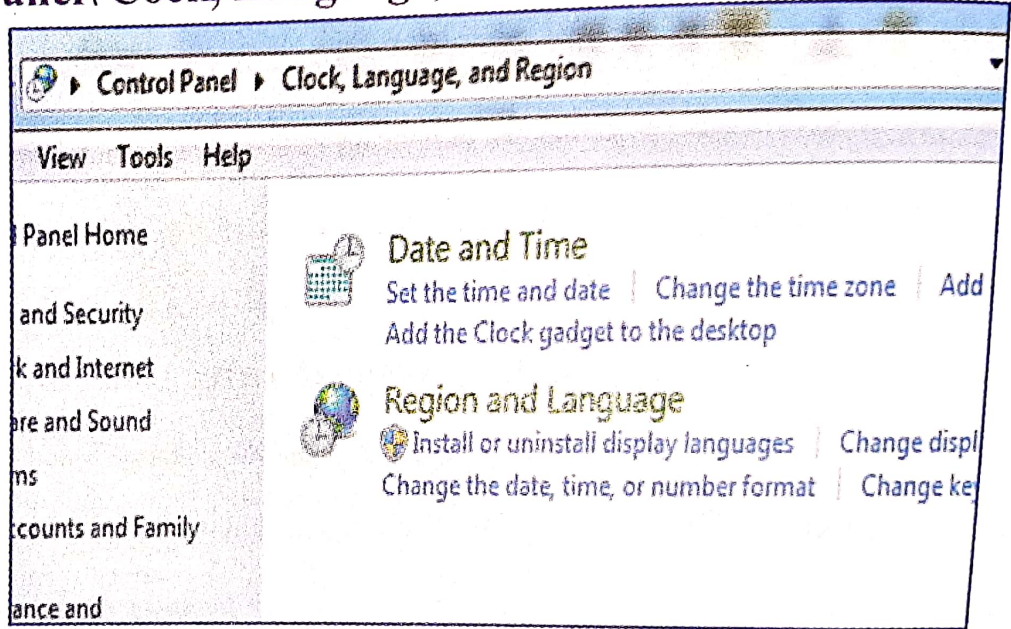 Control Panel ▸ Clock, Language, and Region
View Tools Help
Panel Home
and Security
k and Internet
are and Sound
ms
ccounts and Family
ance and
Date and Time
Set the time and date | Change the time zone | Add
Add the Clock gadget to the desktop
Region and Language
Install or uninstall display languages | Change displ
Change the date, time, or number format | Change key